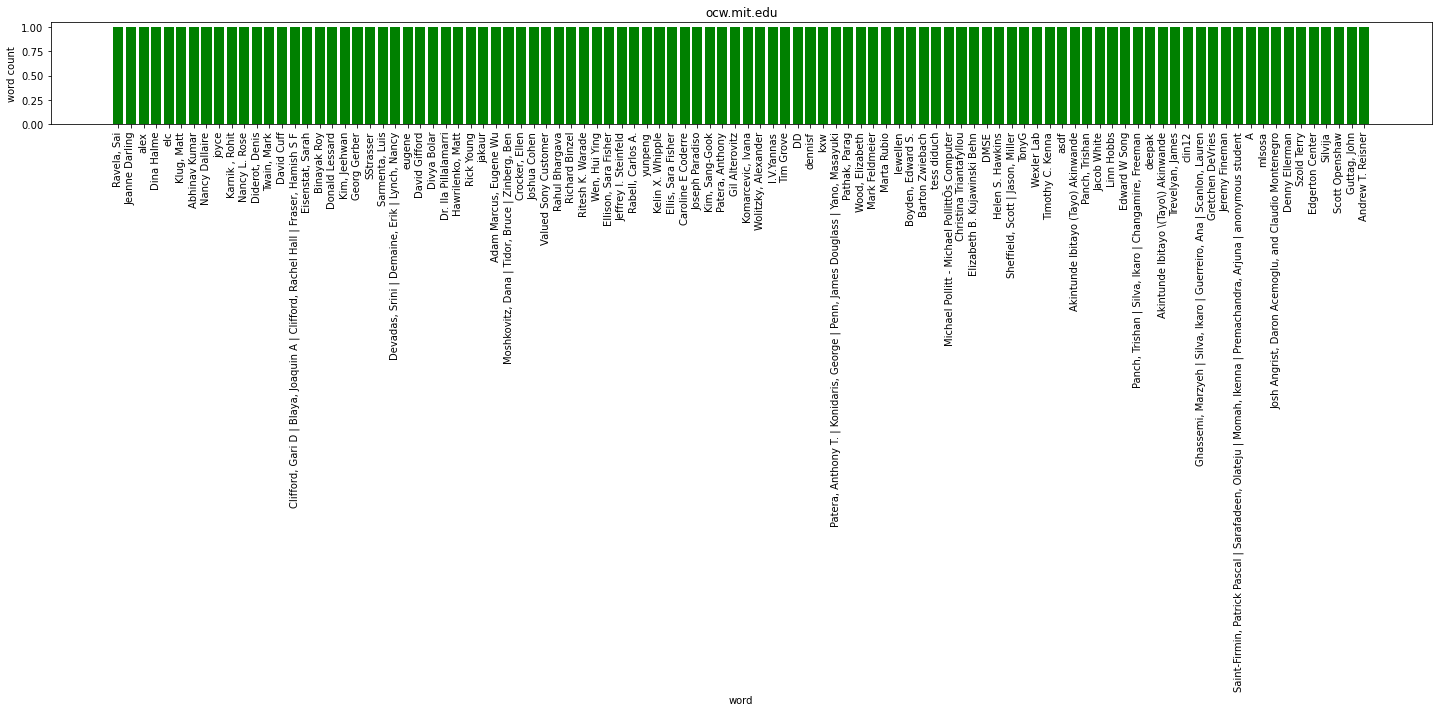 ocw.mit.edu
word count
1.00
0.75
0.50
0.25
0.00
Ravela, Sai
Jeanne Darling
alex
Dina Halme
elc
Klug, Matt
Abhinav Kumar
Nancy Dallaire
joyce
Karnik , Rohit
Nancy L. Rose
Diderot, Denis
Twain, Mark
David Cuff
Clifford, Gari D | Blaya, Joaquin A | Clifford, Rachel Hall | Fraser, Hamish S F
Eisenstat, Sarah
Binayak Roy
Donald Lessard
Kim, Jeehwan
Georg Gerber
SStrasser
Sarmenta, Luis
Devadas, Srini | Demaine, Erik | Lynch, Nancy
eugene
David Gifford
Divya Bolar
Dr. Ila Pillalamarri
Hawrilenko, Matt
Rick Young
jakaur
Adam Marcus, Eugene Wu
Moshkovitz, Dana | Tidor, Bruce | Zinberg, Ben
Crocker, Ellen
Joshua Cohen
Valued Sony Customer
Rahul Bhargava
Richard Binzel
Ritesh K. Warade
Wen, Hui Ying
Ellison, Sara Fisher
Jeffrey I. Steinfeld
Rabell, Carlos A.
yunpeng
Kelin X. Whipple
Ellis, Sara Fisher
Caroline E Coderre
Joseph Paradiso
Kim, Sang-Gook
Patera, Anthony
Gil Alterovitz
Komarcevic, Ivana
Wolitzky, Alexander
I.V.Yannas
Tim Grove
DD
dennisf
kxw
Patera, Anthony T. | Konidaris, George | Penn, James Douglass | Yano, Masayuki
Pathak, Parag
Wood, Elizabeth
Mark Feldmeier
Marta Rubio
lewellen
Boyden, Edward S.
Barton Zwiebach
tess diduch
Michael Pollitt - Michael PollittÕs Computer
Christina Triantafyllou
Elizabeth B. Kujawinski Behn
DMSE
Helen S. Hawkins
Sheffield, Scott | Jason, Miller
TonyG
Wexler Lab
Timothy C. Kenna
asdf
Akintunde Ibitayo (Tayo) Akinwande
Panch, Trishan
Jacob White
Linn Hobbs
Edward W Song
Panch, Trishan | Silva, Ikaro | Changamire, Freeman
deepak
Akintunde Ibitayo \(Tayo\) Akinwande
Trevelyan, James
clin12
Ghassemi, Marzyeh | Silva, Ikaro | Guerreiro, Ana | Scanlon, Lauren
Gretchen DeVries
Jeremy Fineman
Saint-Firmin, Patrick Pascal | Sarafadeen, Olateju | Momah, Ikenna | Premachandra, Arjuna | anonymous student
A
mlsosa
Josh Angrist, Daron Acemoglu, and Claudio Montenegro
Denny Ellerman
Szold Terry
Edgerton Center
Silvija
Scott Openshaw
Guttag, John
Andrew T. Reisner
word